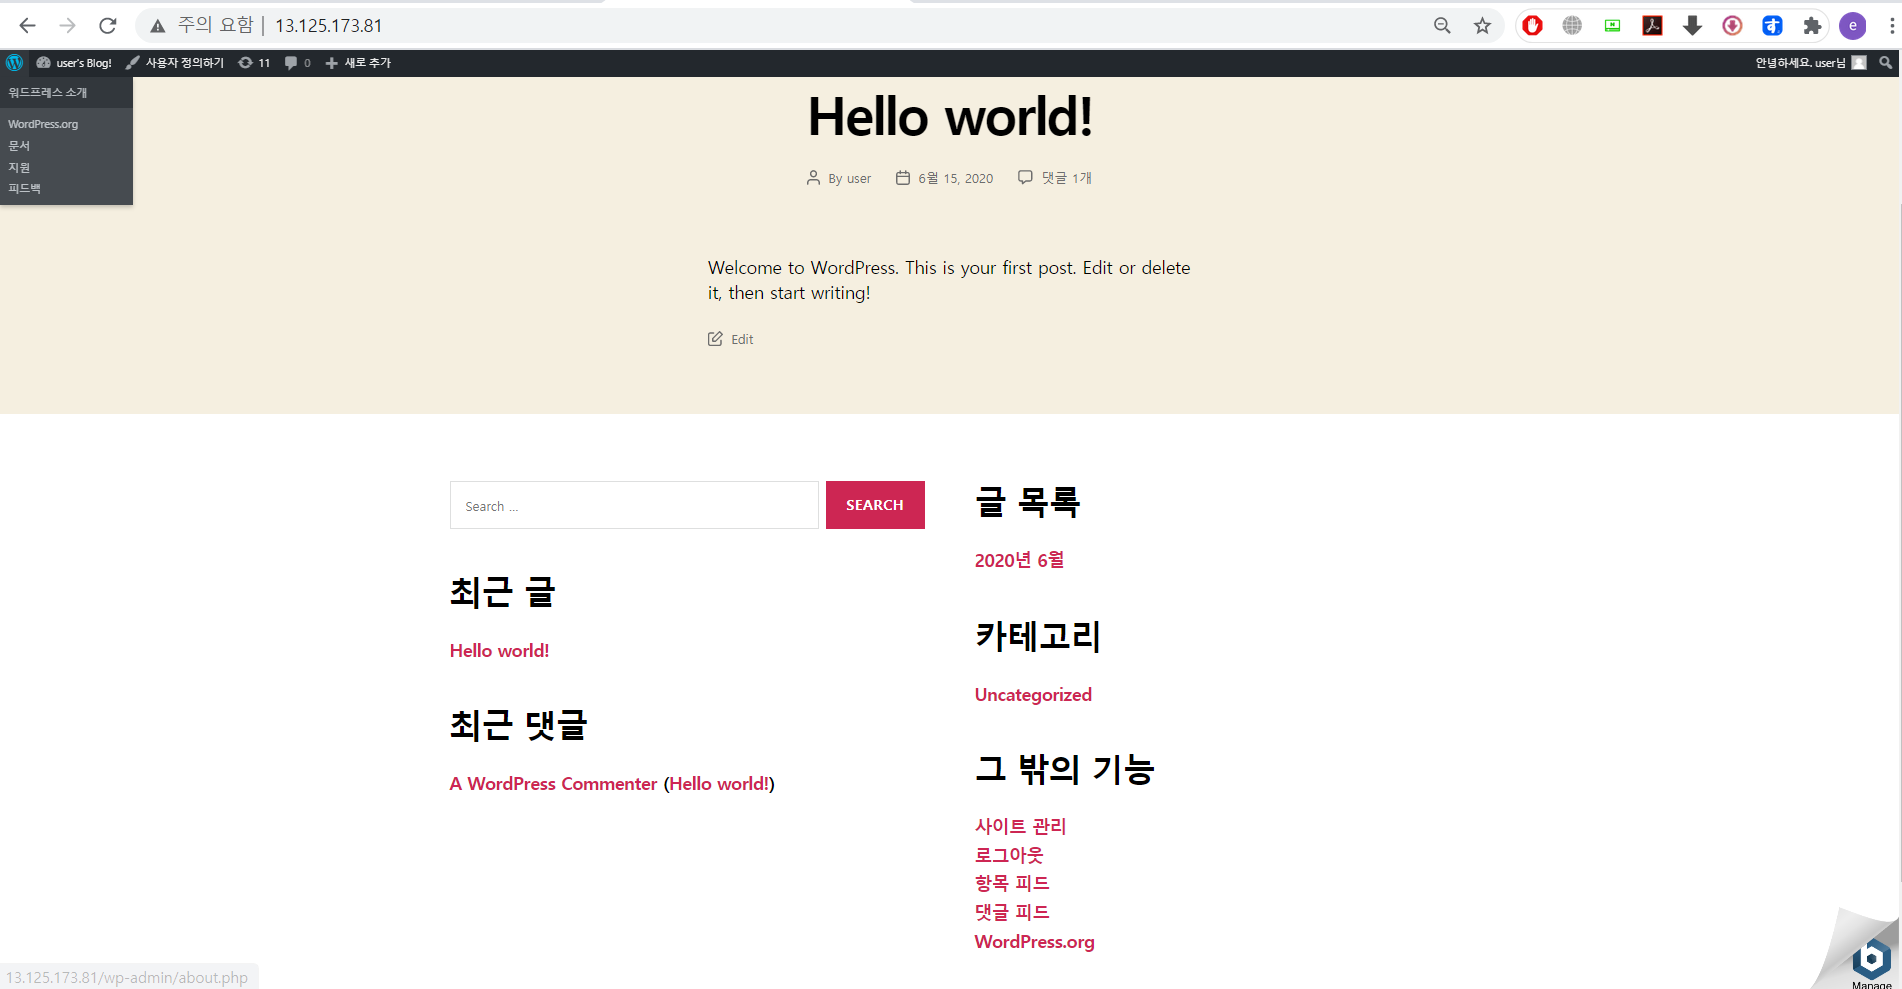 주의 요함 | 13.125.173.81
e
user's Blog! 사용자 정의하기 11 0 새로 추가 안녕하세요. user님
워드프레스 소개
WordPress.org
문서
지원
피드백
Hello world!
By user 6월 15, 2020 댓글 1개
Welcome to WordPress. This is your first post. Edit or delete
it, then start writing!
Edit
Search …
SEARCH
최근 글
Hello world!
최근 댓글
A WordPress Commenter (Hello world!)
글 목록
2020년 6월
카테고리
Uncategorized
그 밖의 기능
사이트 관리
로그아웃
항목 피드
댓글 피드
WordPress.org
13.125.173.81/wp-admin/about.php
Manage